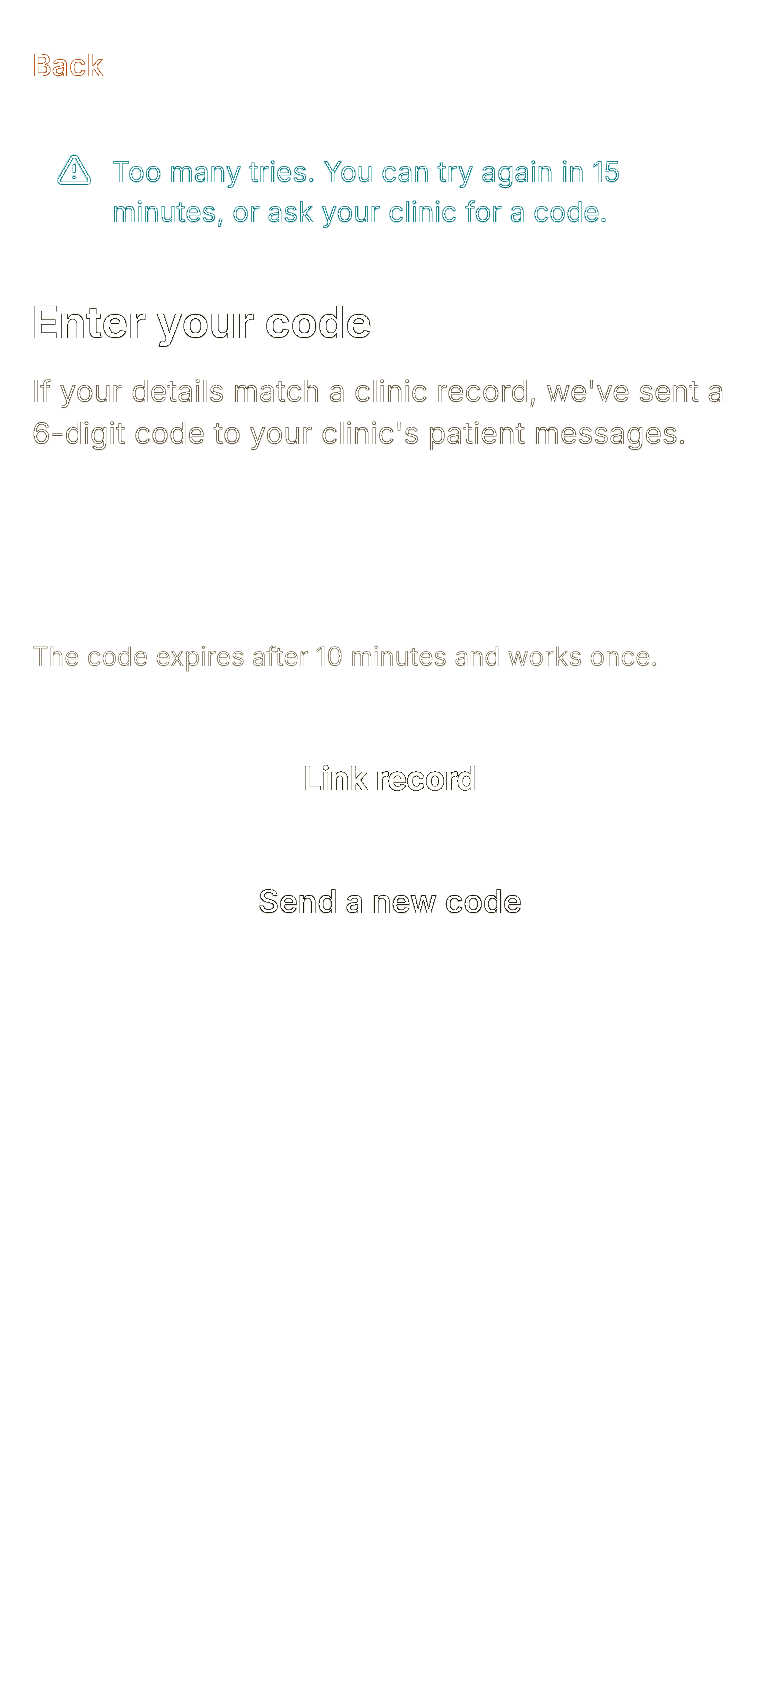 Back
Too many tries. You can try again in 15
minutes, or ask your clinic for a code.
Enter your code
If your details match a clinic record, we've sent a
6-digit code to your clinic's patient messages.
The code expires after 10 minutes and works once.
Link record
Send a new code